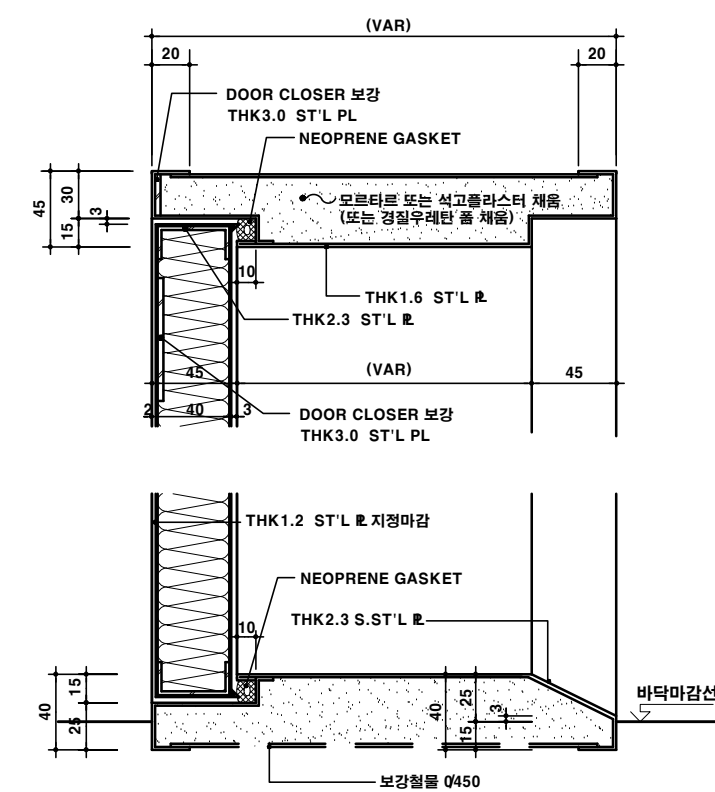 (VAR)
20
20
DOOR CLOSER 보강
THK3.0 ST'L PL
NEOPRENE GASKET
45
30
15
3
모르타르 또는 석고플라스터 채움
(또는 경질우레탄 폼 채움)
10
THK1.6 ST'L PL
THK2.3 ST'L PL
45
(VAR)
45
2
40
3
DOOR CLOSER 보강
THK3.0 ST'L PL
THK1.2 ST'L PL 지정마감
NEOPRENE GASKET
10
THK2.3 S.ST'L PL
40
15
25
40
25
15
3
바닥마감선
보강철물 @450